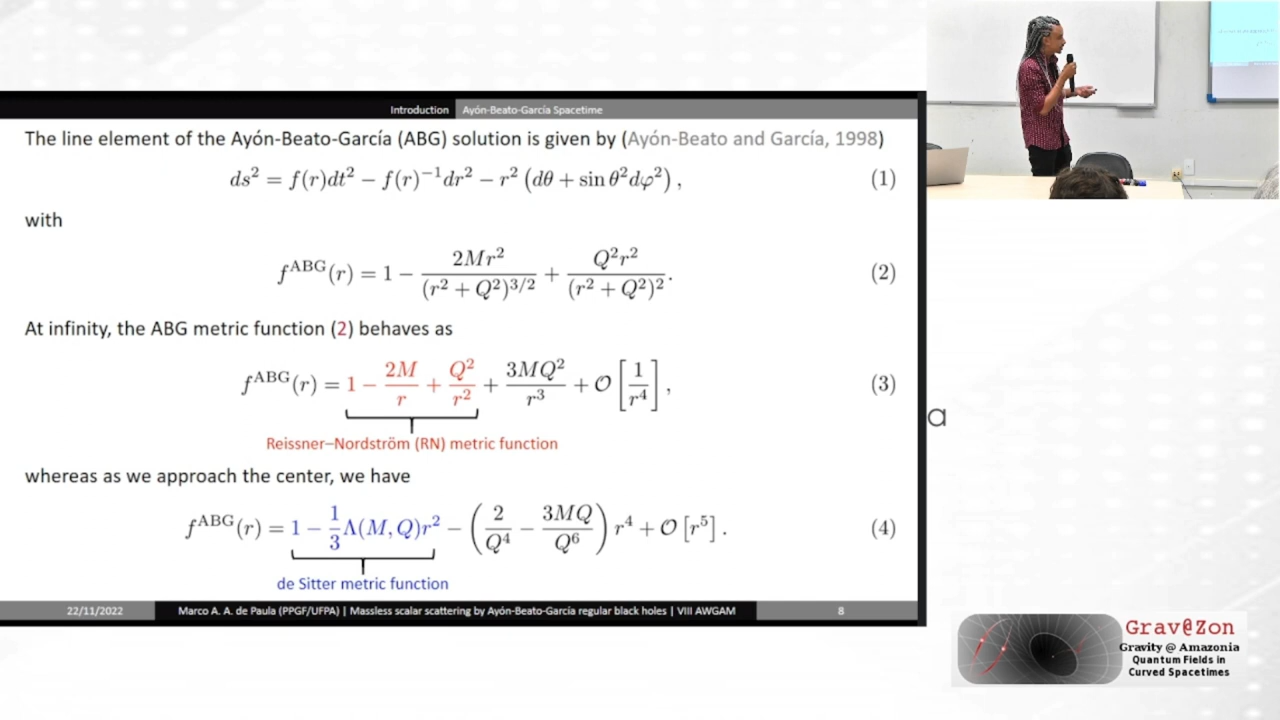 Introduction Ayón-Beato-García Spacetime
The line element of the Ayón-Beato-García (ABG) solution is given by (Ayón-Beato and García, 1998)
ds² = f(r)dt² − f(r)⁻¹dr² − r² (dθ + sin θ²dφ²) , (1)
with
f^ABG(r) = 1 − 2Mr²/(r² + Q²)^3/2 + Q²r²/(r² + Q²)². (2)
At infinity, the ABG metric function (2) behaves as
f^ABG(r) = 1 − 2M/r + Q²/r² + 3MQ²/r³ + O [1/r⁴] , (3)
Reissner–Nordström (RN) metric function
whereas as we approach the center, we have
f^ABG(r) = 1 − 1/3 Λ(M, Q)r² − (2/Q⁴ − 3MQ/Q⁶) r⁴ + O [r⁵] . (4)
de Sitter metric function
22/11/2022 Marco A. A. de Paula (PPGF/UFPA) | Massless scalar scattering by Ayón-Beato-García regular black holes | VIII AWGAM 8
a
Grav@Zon
Gravity @ Amazonia
Quantum Fields in
Curved Spacetimes